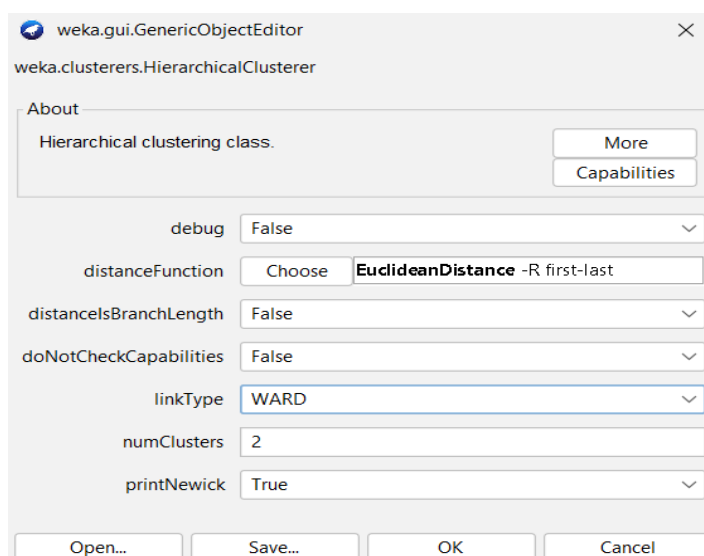 weka.gui.GenericObjectEditor
weka.clusterers.HierarchicalClusterer
About
Hierarchical clustering class.
More
Capabilities
debug False
distanceFunction Choose EuclideanDistance -R first-last
distanceIsBranchLength False
doNotCheckCapabilities False
linkType WARD
numClusters 2
printNewick True
Open... Save... OK Cancel